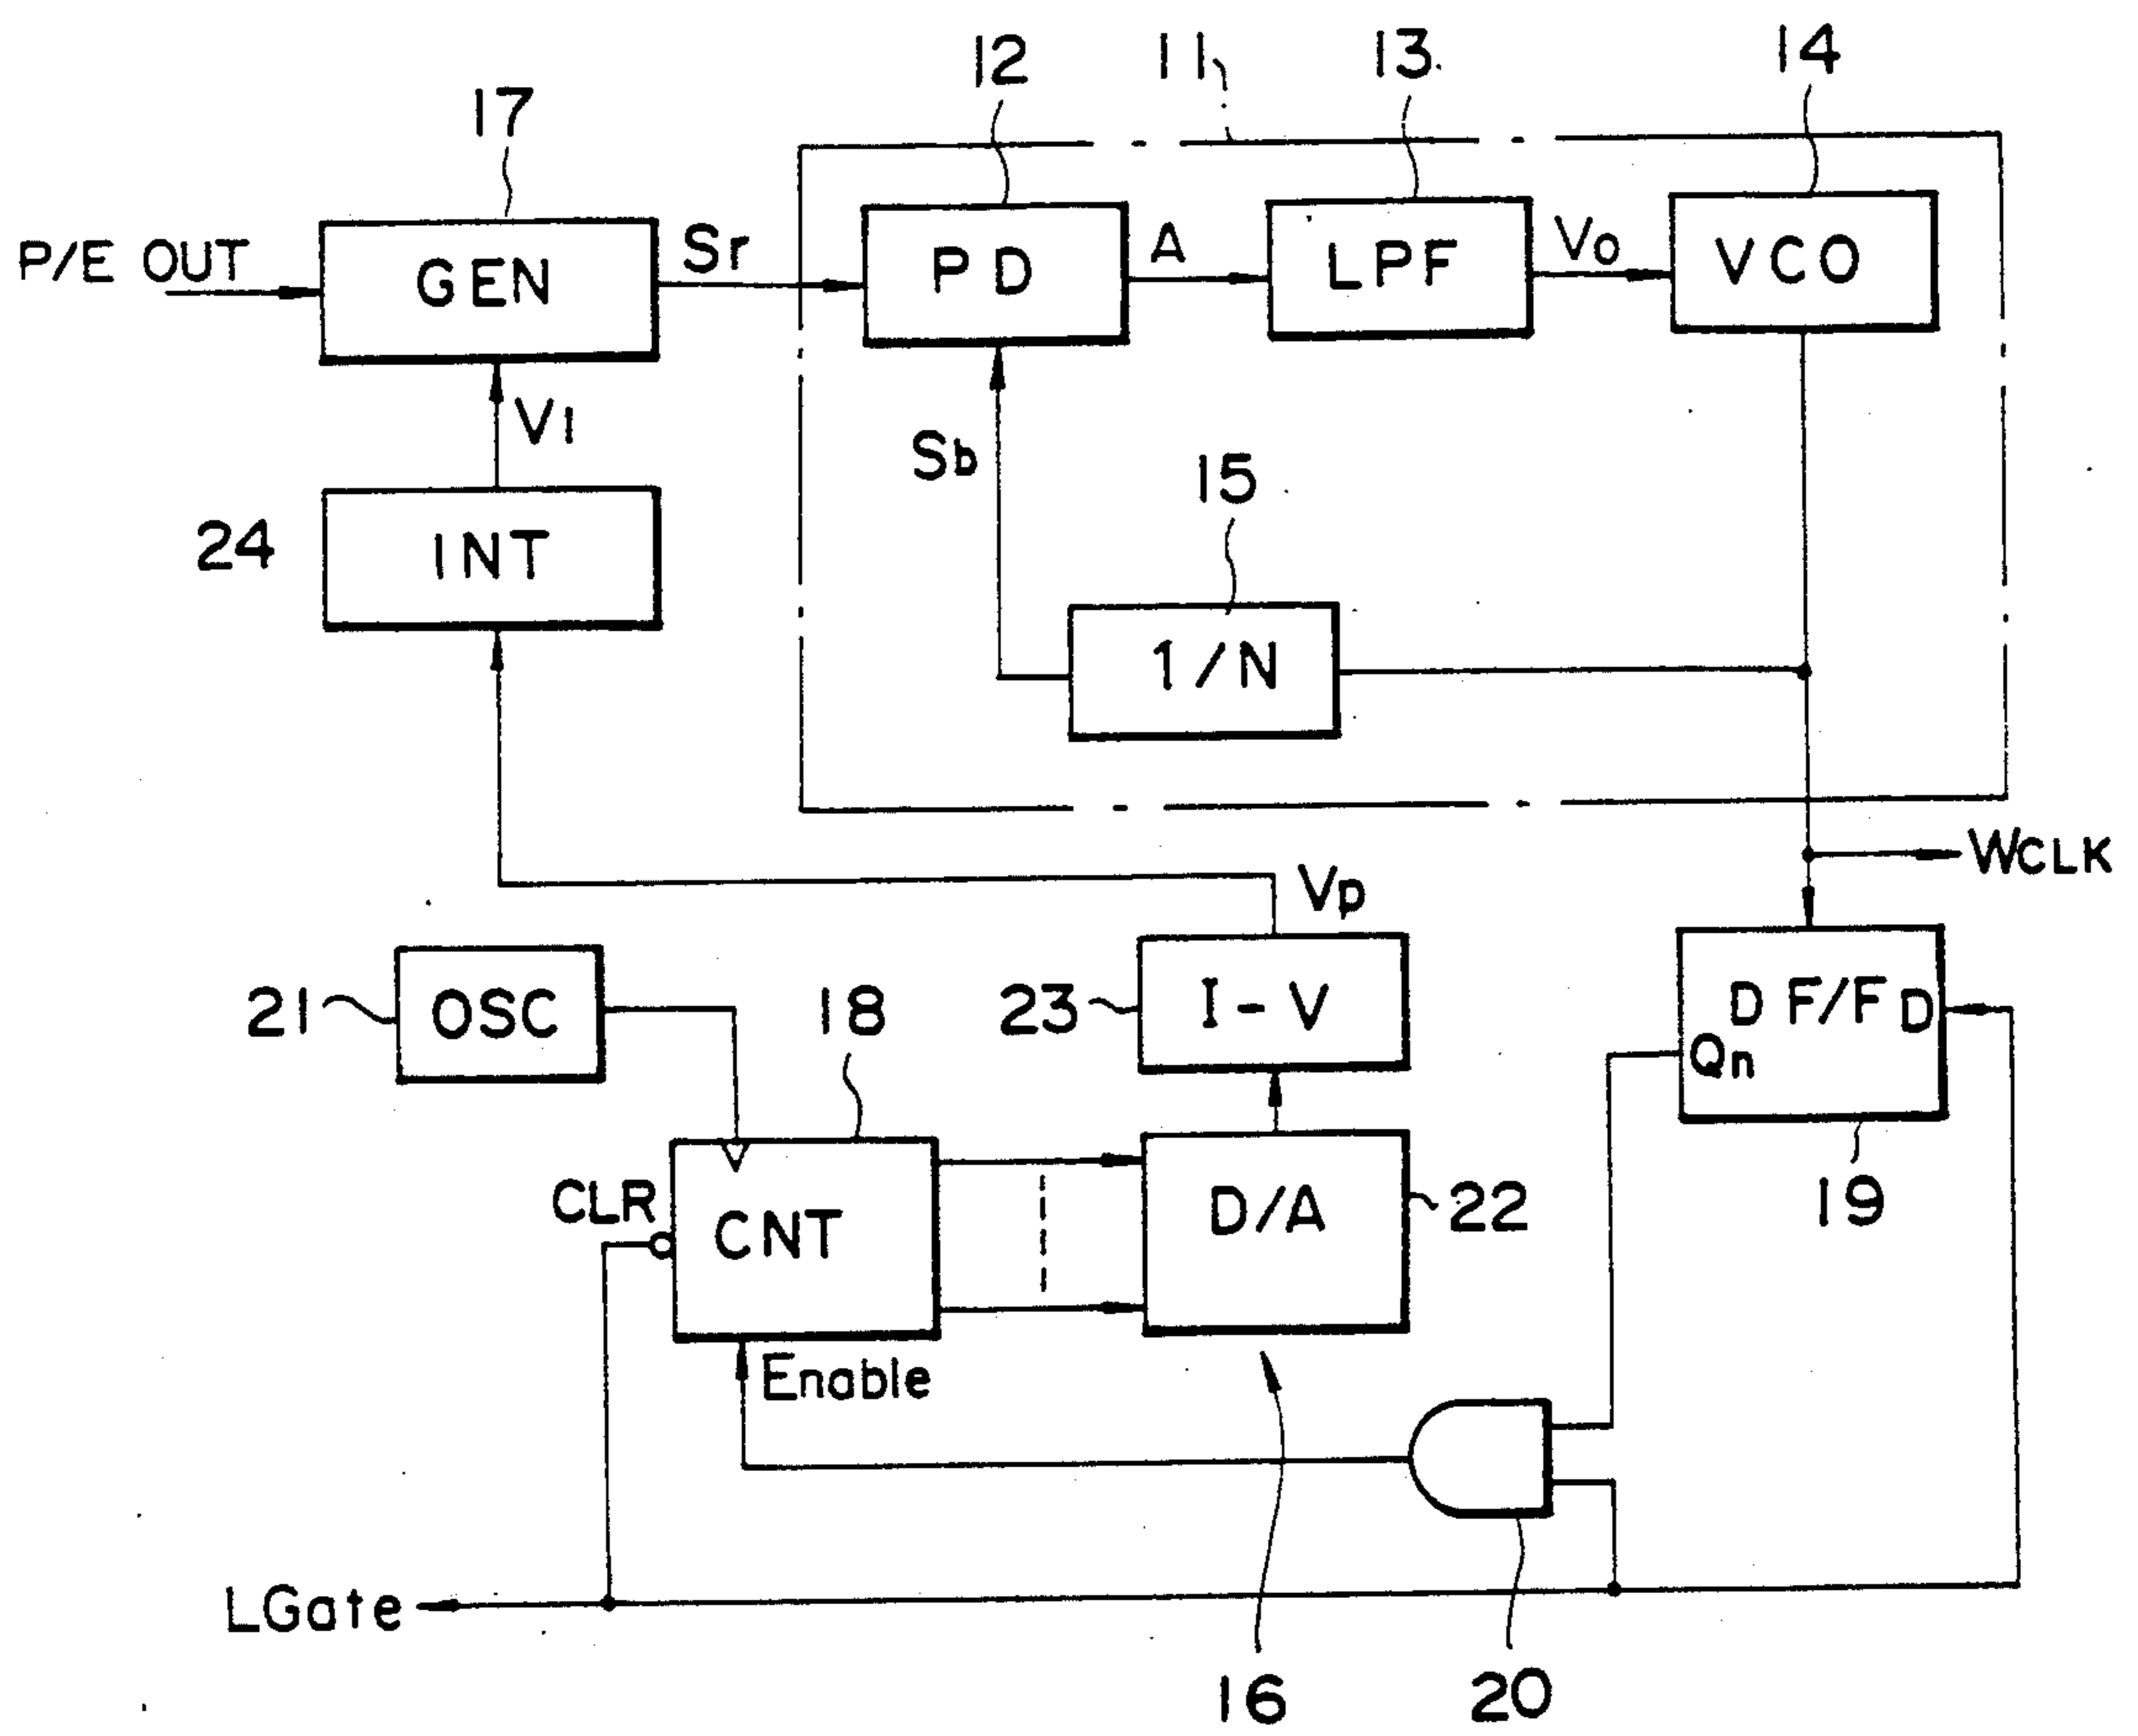 12
11
13
14
17
P/E OUT
GEN
Sr
PD
A
LPF
Vo
VCO
VI
Sb
15
24
INT
1/N
WCLK
Vp
21
OSC
18
23
I-V
D F/F D
Qn
CLR
CNT
D/A
22
19
Enable
LGate
16
20